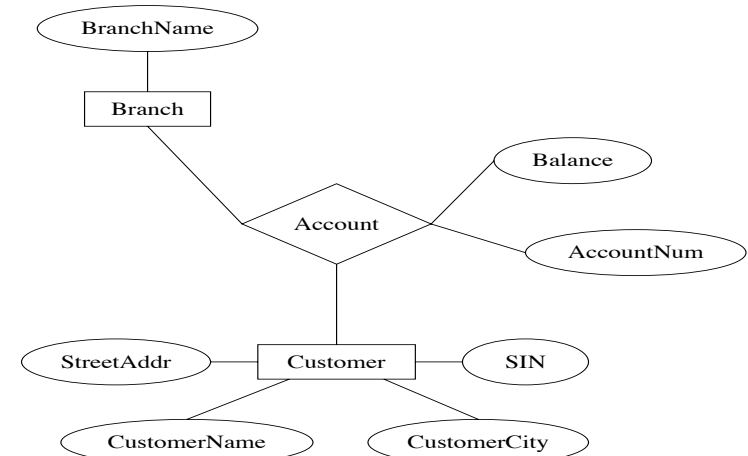 BranchName
Branch
Balance
Account
AccountNum
StreetAddr
Customer
SIN
CustomerName
CustomerCity